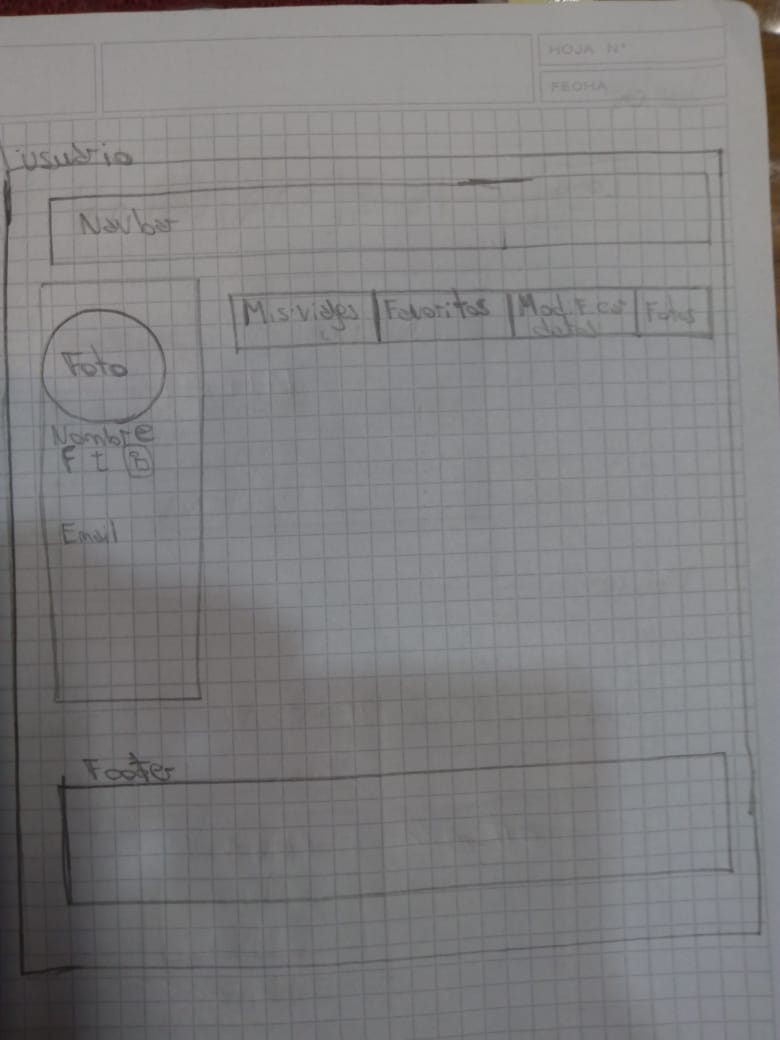 HOJA N°
FECHA
usuario
Navbar
Mis viajes Favoritos Modificar Fotos
datos
Foto
Nombre
F t B
Email
Footer